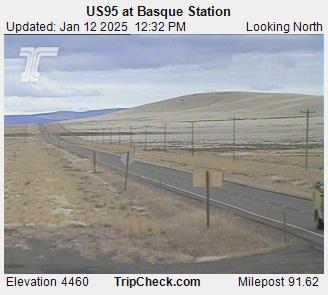 US95 at Basque Station
Updated: Jan 12 2025 12:32 PM Looking North
Elevation 4460 TripCheck.com Milepost 91.62